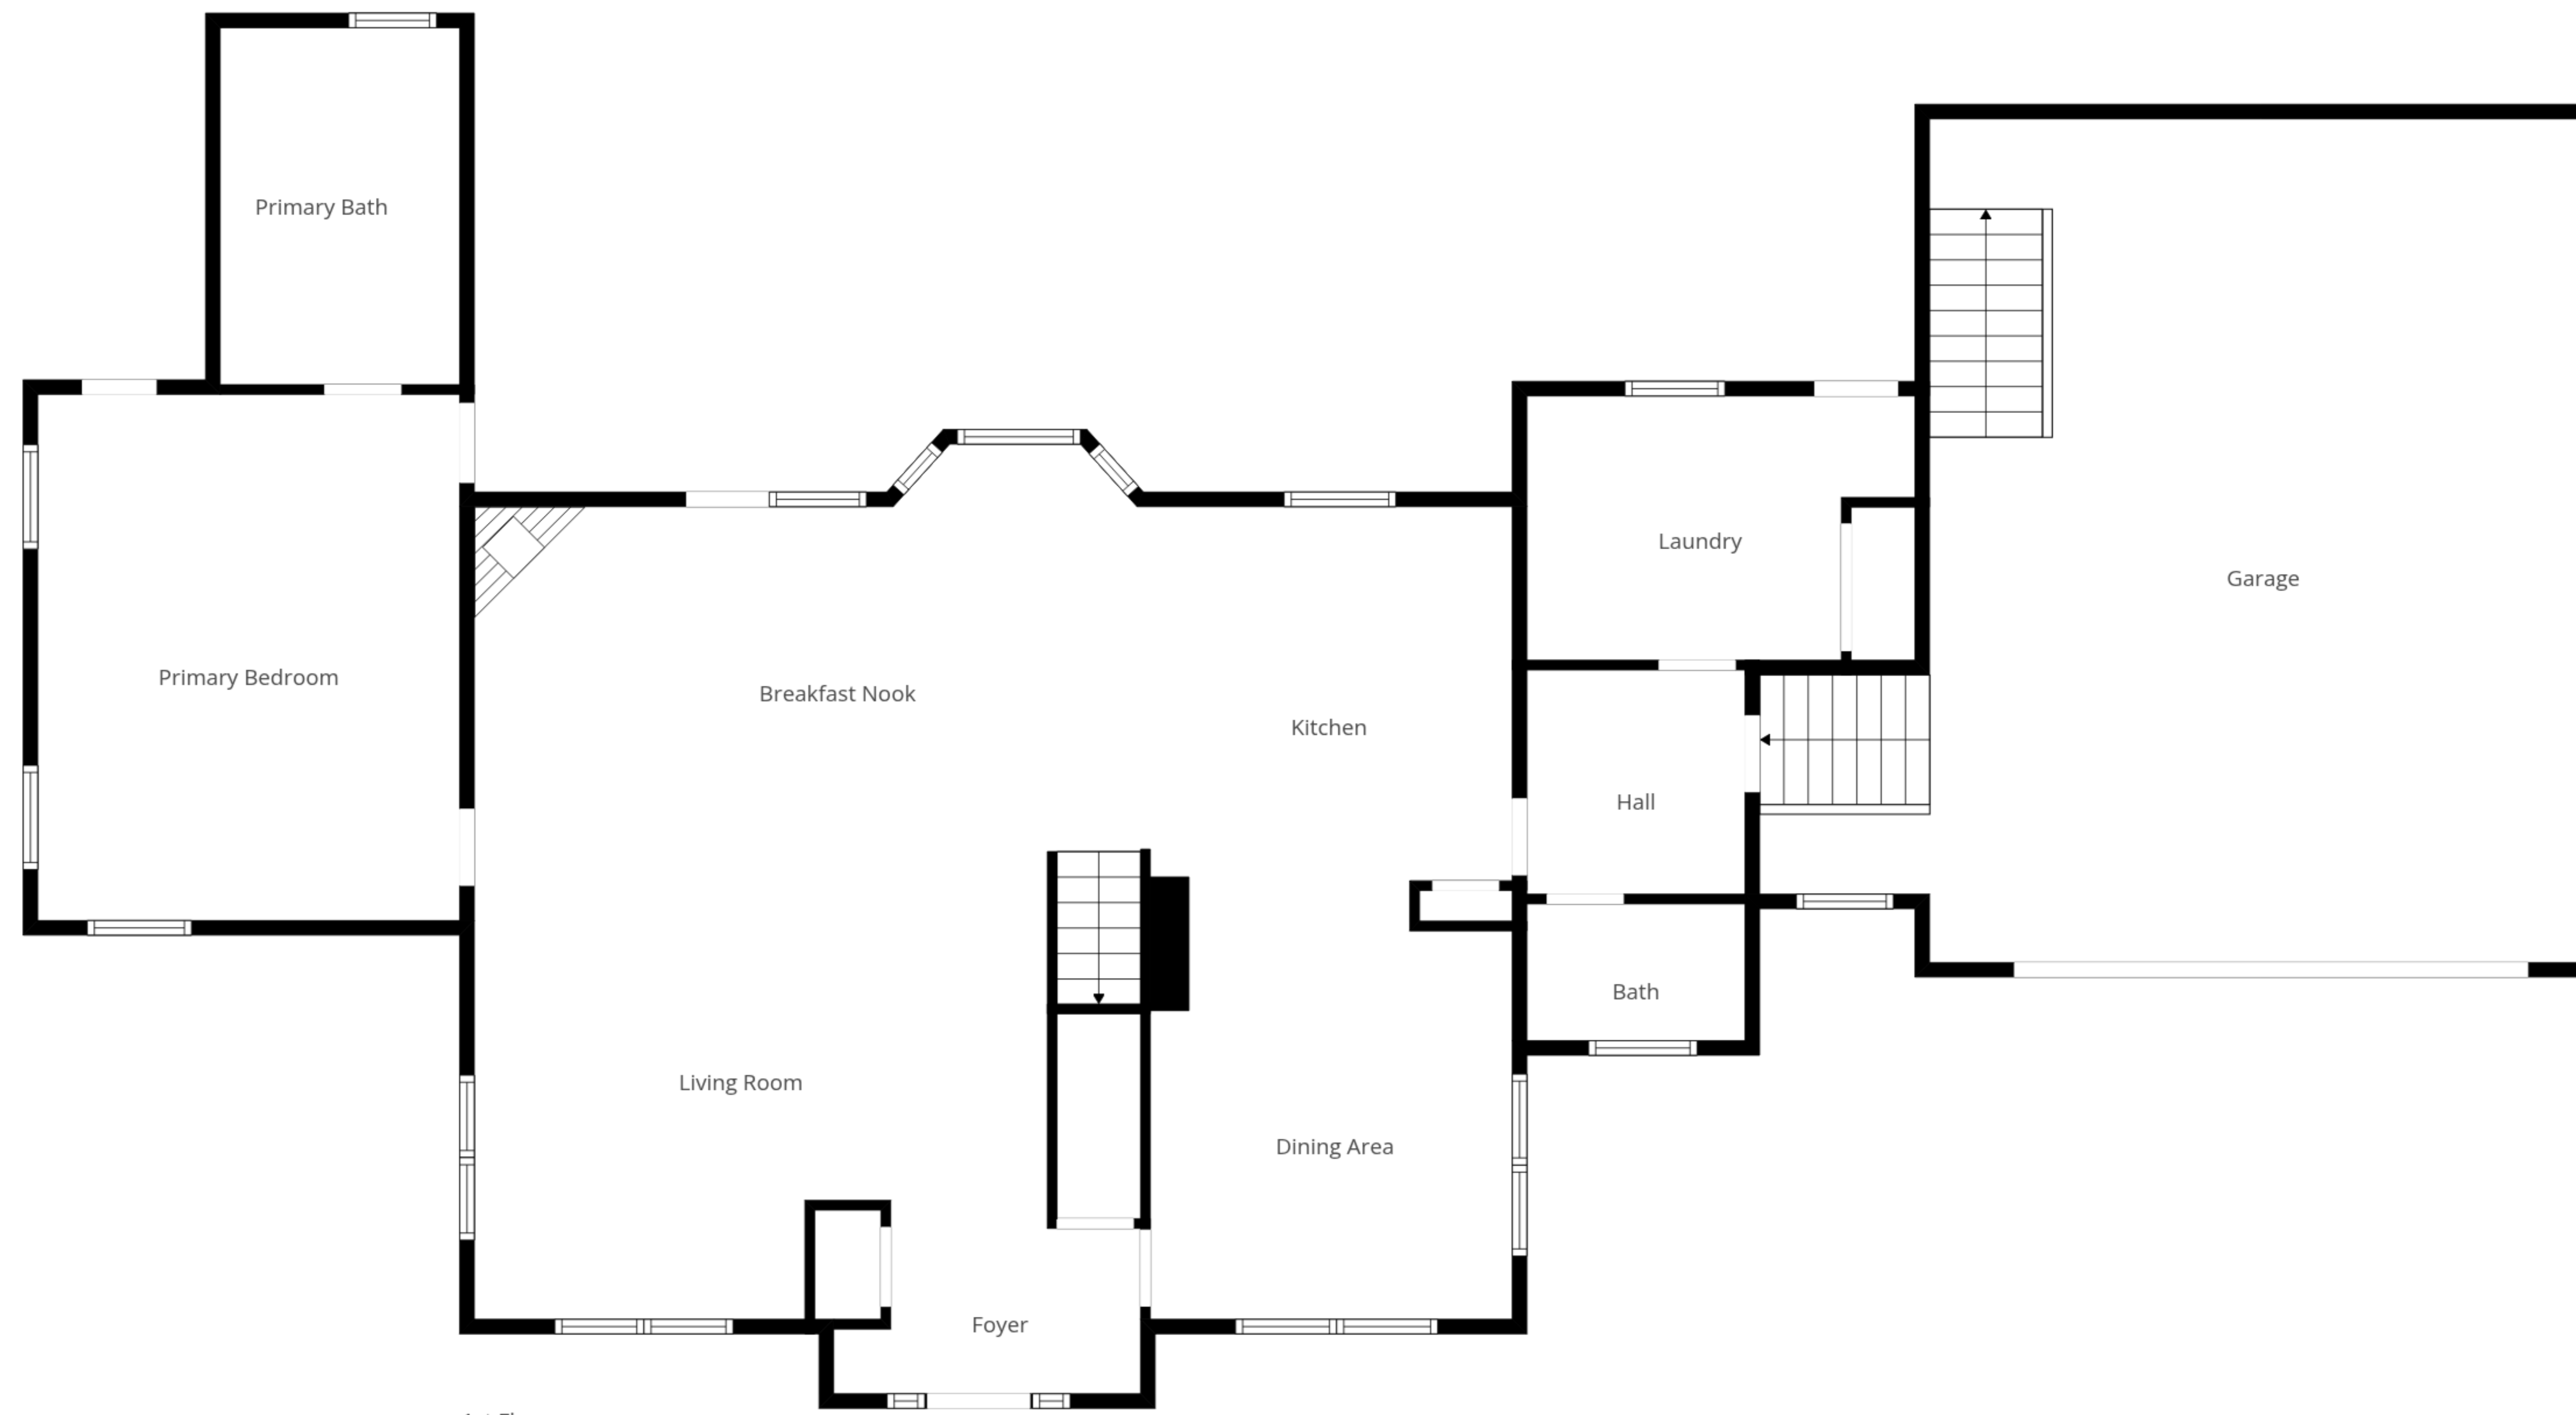 Primary Bath
Laundry
Garage
Primary Bedroom
Breakfast Nook
Kitchen
Hall
Bath
Living Room
Dining Area
Foyer